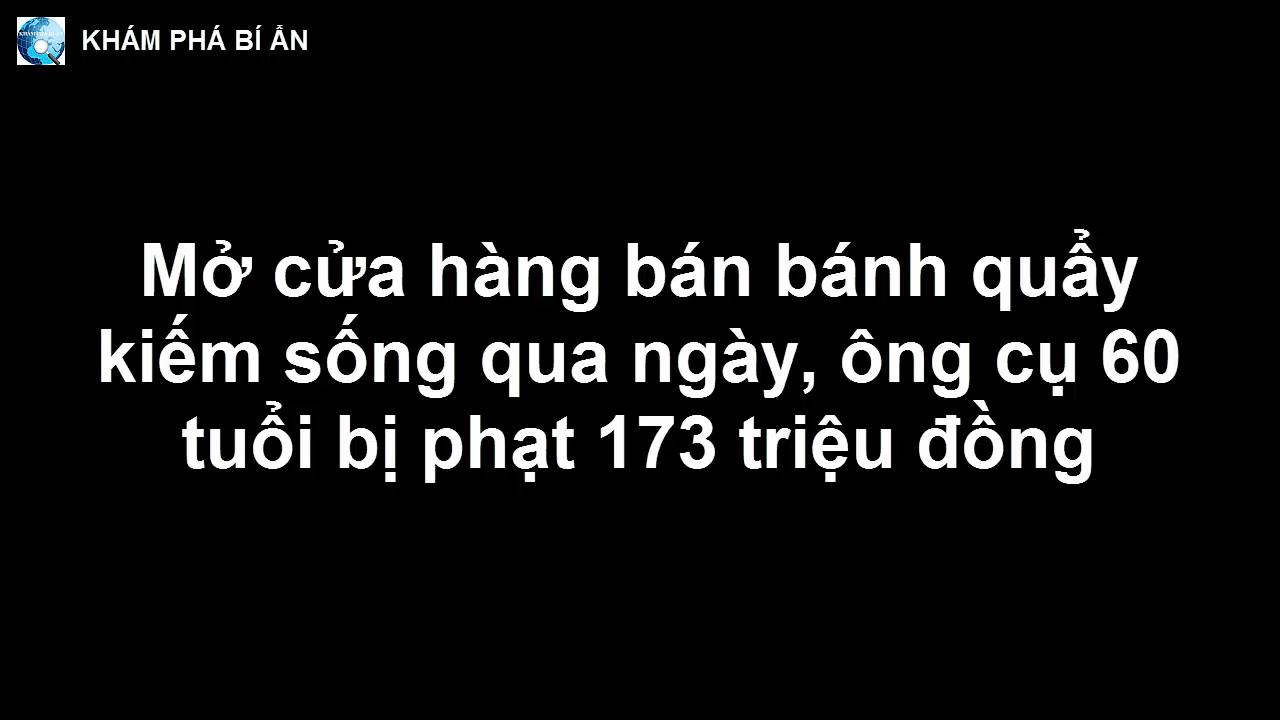 KHÁM PHÁ BÍ ẨN
Mở cửa hàng bán bánh quẩy
kiếm sống qua ngày, ông cụ 60
tuổi bị phạt 173 triệu đồng